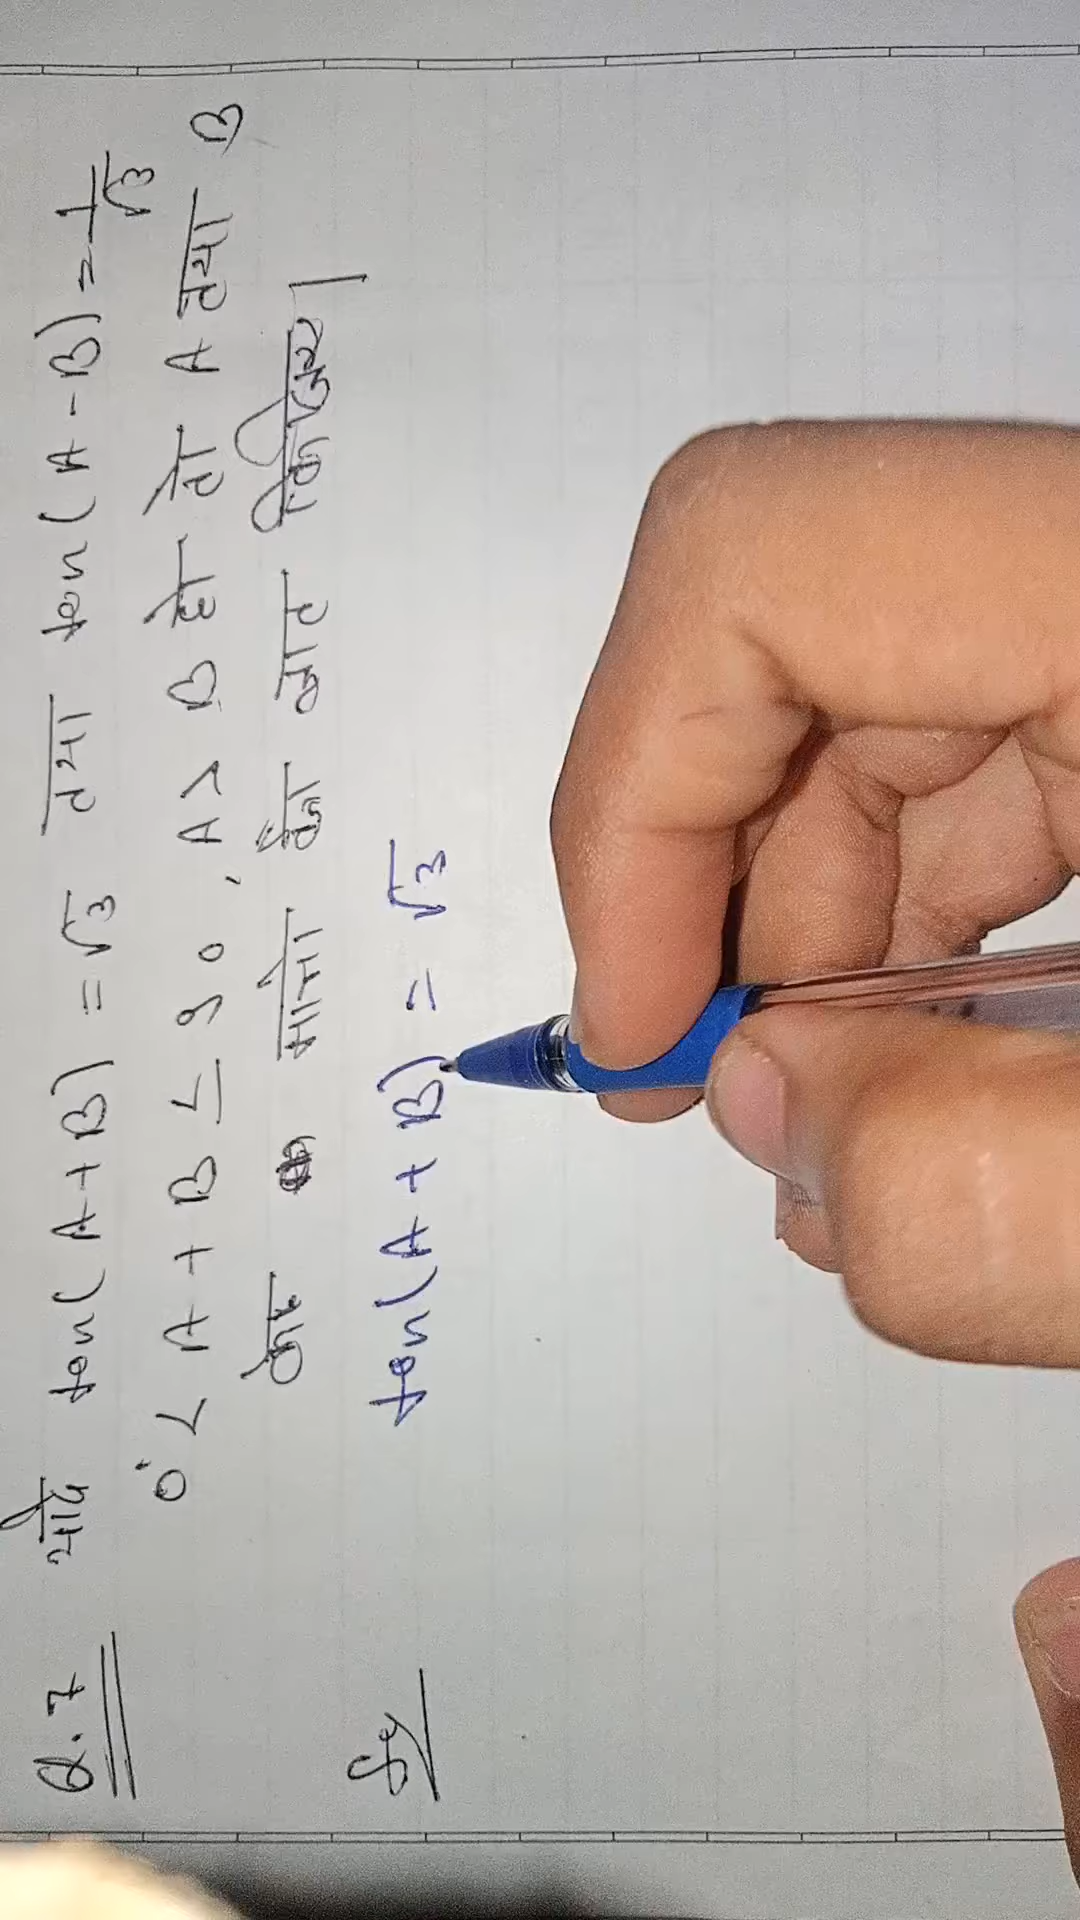 Q.7 यदि tan(A+B) = √3 तथा tan(A-B) = 1/√3
0°< A+B ≤ 90, A > B हो तो A तथा B
के मानों को ज्ञात कीजिए।
Sol tan(A+B) = √3